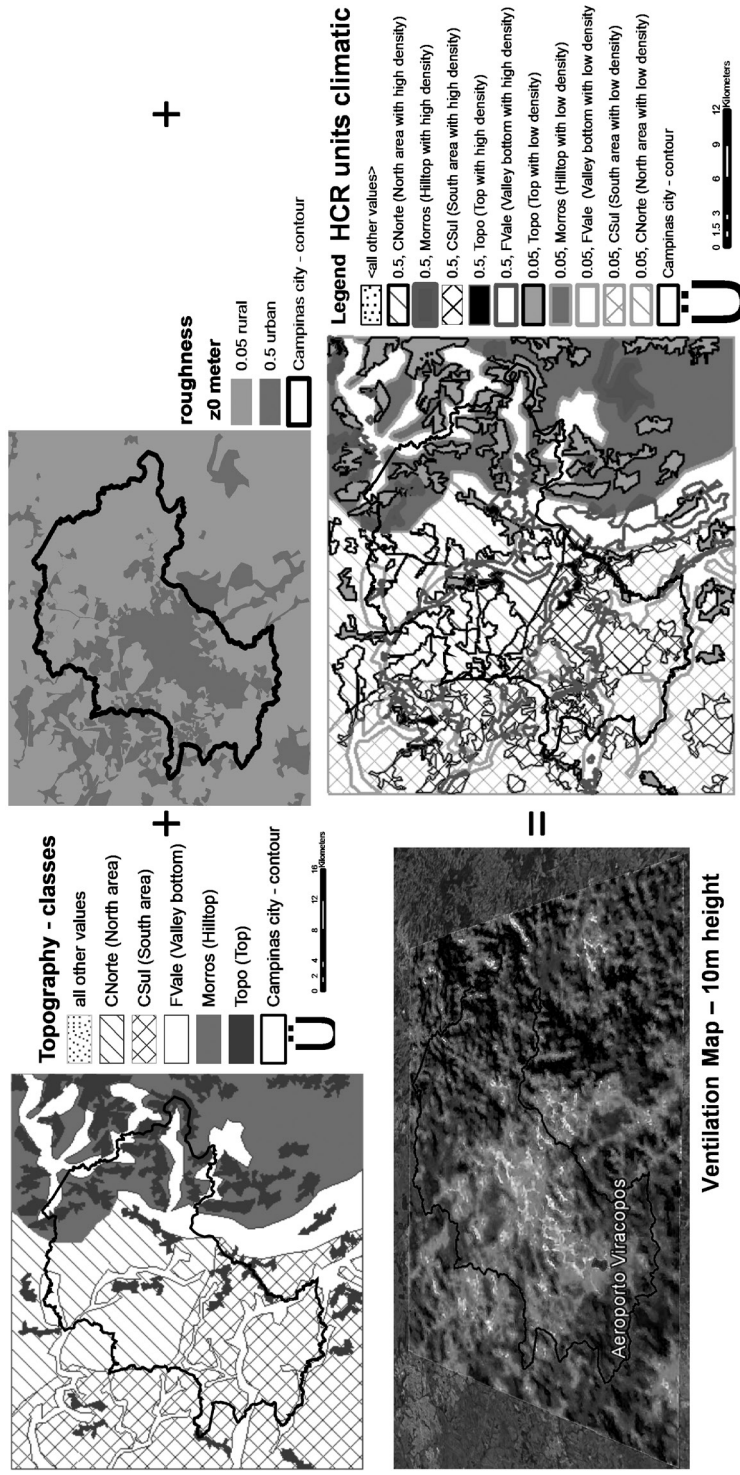 Topography - classes
all other values
CNorte (North area)
CSul (South area)
FVale (Valley bottom)
Morros (Hilltop)
Topo (Top)
Campinas city - contour
0 2 4 8 12 16
Kilometers
+
roughness
z0 meter
0.05 rural
0.5 urban
Campinas city - contour
+
Aeroporto Viracopos
Ventilation Map – 10m height
=
Legend HCR units climatic
<all other values>
0.5, CNorte (North area with high density)
0.5, Morros (Hilltop with high density)
0.5, CSul (South area with high density)
0.5, Topo (Top with high density)
0.5, FVale (Valley bottom with high density)
0.05, Topo (Top with low density)
0.05, Morros (Hilltop with low density)
0.05, FVale (Valley bottom with low density
0.05, CSul (South area with low density)
0.05, CNorte (North area with low density)
Campinas city - contour
0 1.5 3 6 9 12
Kilometers